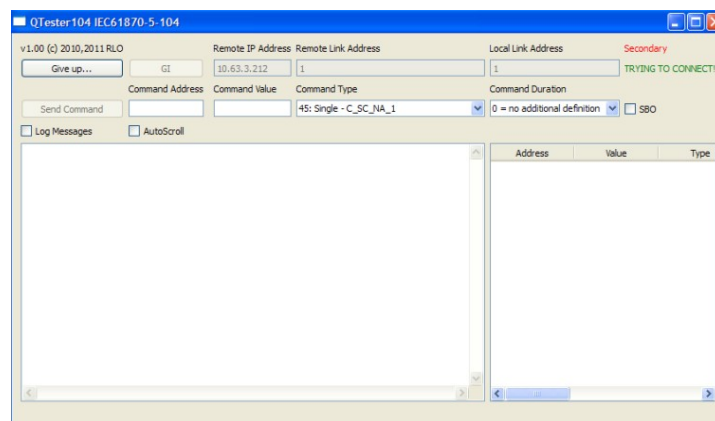 QTester104 IEC61870-5-104
v1.00 (c) 2010,2011 RLO Remote IP Address Remote Link Address Local Link Address Secondary
Give up... GI 10.63.3.212 1 1 TRYING TO CONNECT!
Command Address Command Value Command Type Command Duration
Send Command 45: Single - C_SC_NA_1 0 = no additional definition SBO
Log Messages AutoScroll
Address Value Type